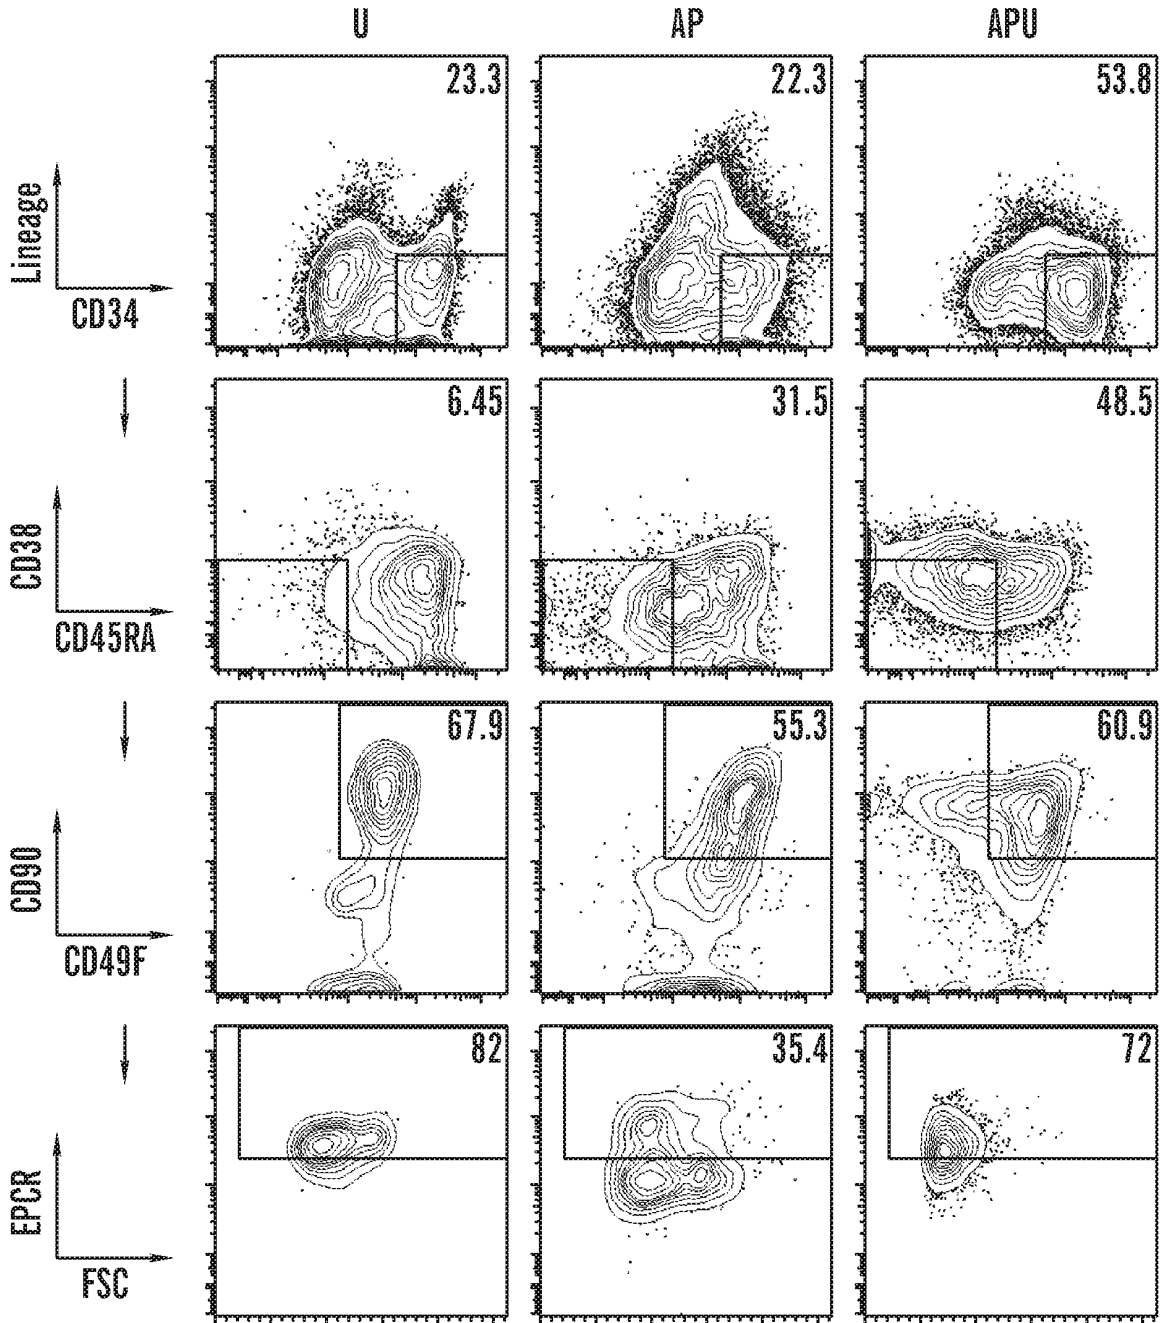 U AP APU
23.3 22.3 53.8
Lineage
CD34
6.45 31.5 48.5
CD38
CD45RA
67.9 55.3 60.9
CD90
CD49F
82 35.4 72
EPCR
FSC